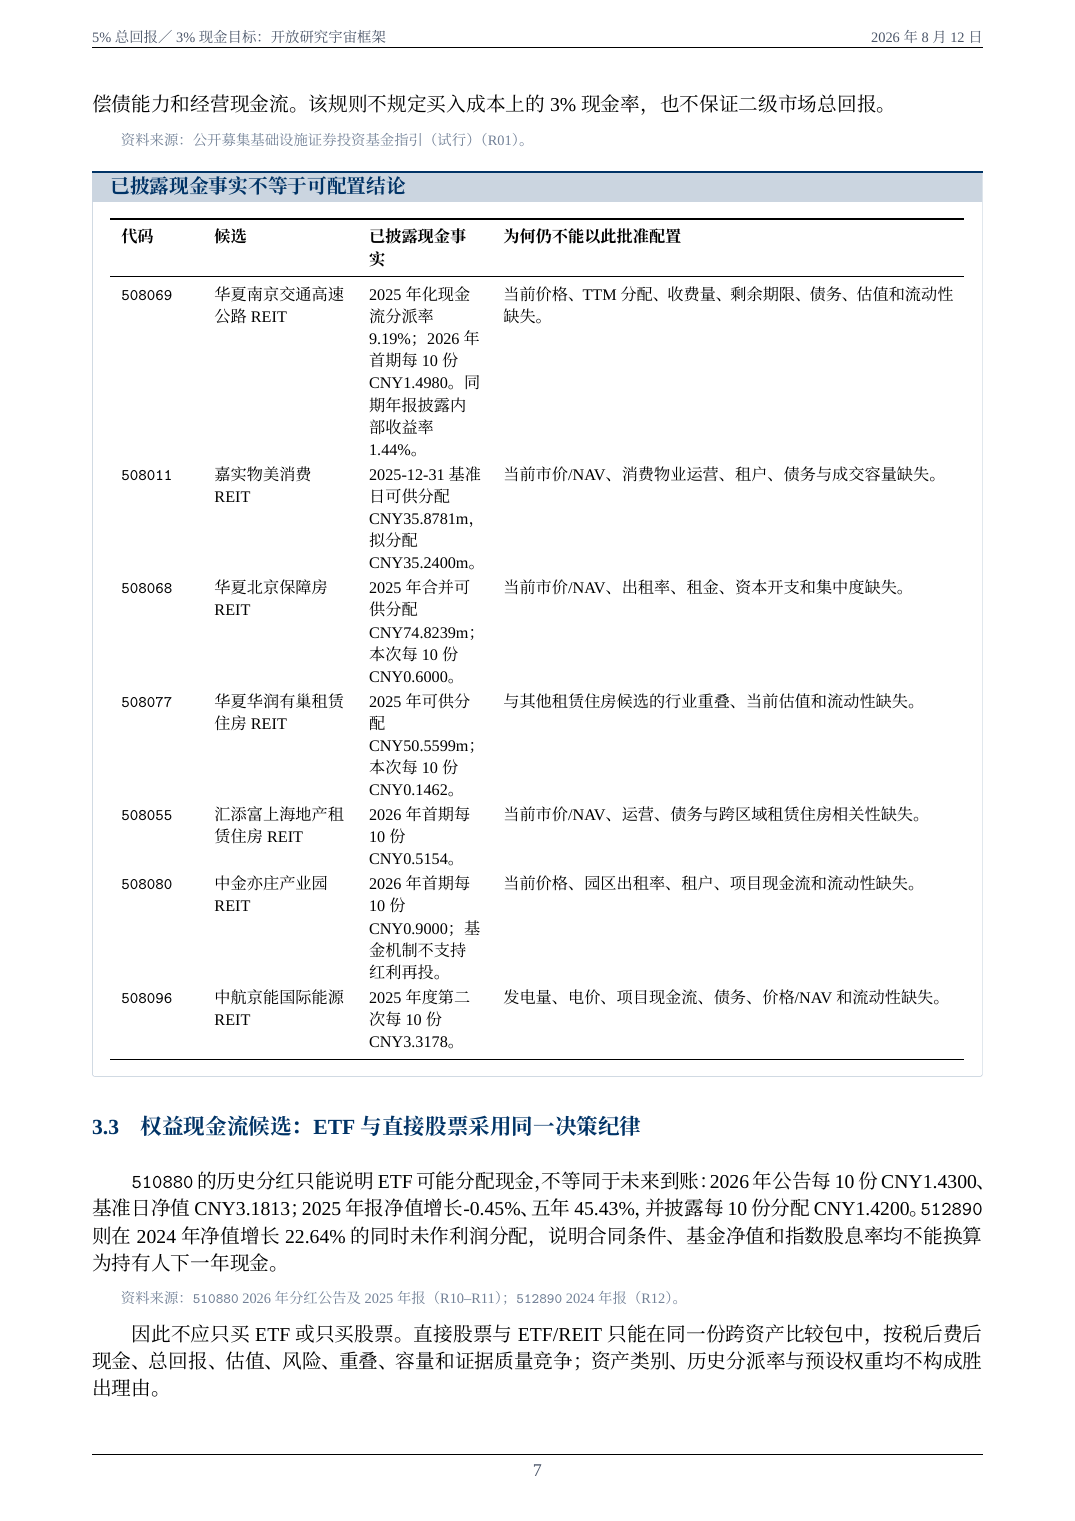 5% 总回报／ 3% 现金目标：开放研究宇宙框架
2026 年 8 月 12 日
偿债能力和经营现金流。该规则不规定买入成本上的 3% 现金率，也不保证二级市场总回报。
资料来源：公开募集基础设施证券投资基金指引（试行）（R01）。
已披露现金事实不等于可配置结论
代码
候选
已披露现金事
实
为何仍不能以此批准配置
508069
华夏南京交通高速
公路 REIT
2025 年化现金
流分派率
9.19%；2026 年
首期每 10 份
CNY1.4980。同
期年报披露内
部收益率
1.44%。
当前价格、TTM 分配、收费量、剩余期限、债务、估值和流动性
缺失。
508011
嘉实物美消费
REIT
2025-12-31 基准
日可供分配
CNY35.8781m，
拟分配
CNY35.2400m。
当前市价/NAV、消费物业运营、租户、债务与成交容量缺失。
508068
华夏北京保障房
REIT
2025 年合并可
供分配
CNY74.8239m；
本次每 10 份
CNY0.6000。
当前市价/NAV、出租率、租金、资本开支和集中度缺失。
508077
华夏华润有巢租赁
住房 REIT
2025 年可供分
配
CNY50.5599m；
本次每 10 份
CNY0.1462。
与其他租赁住房候选的行业重叠、当前估值和流动性缺失。
508055
汇添富上海地产租
赁住房 REIT
2026 年首期每
10 份
CNY0.5154。
当前市价/NAV、运营、债务与跨区域租赁住房相关性缺失。
508080
中金亦庄产业园
REIT
2026 年首期每
10 份
CNY0.9000；基
金机制不支持
红利再投。
当前价格、园区出租率、租户、项目现金流和流动性缺失。
508096
中航京能国际能源
REIT
2025 年度第二
次每 10 份
CNY3.3178。
发电量、电价、项目现金流、债务、价格/NAV 和流动性缺失。
3.3 权益现金流候选：ETF 与直接股票采用同一决策纪律
510880 的历史分红只能说明 ETF 可能分配现金，不等同于未来到账：2026 年公告每 10 份 CNY1.4300、
基准日净值 CNY3.1813；2025 年报净值增长-0.45%、五年 45.43%, 并披露每 10 份分配 CNY1.4200。512890
则在 2024 年净值增长 22.64% 的同时未作利润分配，说明合同条件、基金净值和指数股息率均不能换算
为持有人下一年现金。
资料来源：510880 2026 年分红公告及 2025 年报（R10–R11）；512890 2024 年报（R12）。
因此不应只买 ETF 或只买股票。直接股票与 ETF/REIT 只能在同一份跨资产比较包中，按税后费后
现金、总回报、估值、风险、重叠、容量和证据质量竞争；资产类别、历史分派率与预设权重均不构成胜
出理由。
7